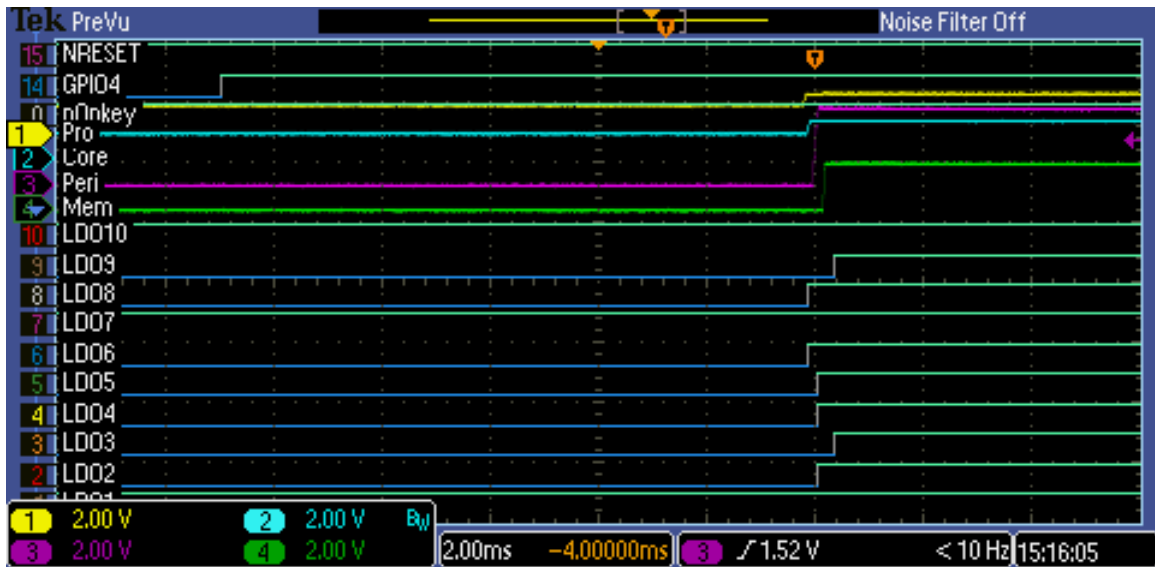 Tek PreVu Noise Filter Off
15 NRESET
14 GPIO4
0 nOnkey
1 Pro
2 Core
3 Peri
4 Mem
10 LDO10
9 LDO9
8 LDO8
7 LDO7
6 LDO6
5 LDO5
4 LDO4
3 LDO3
2 LDO2
LDO1
1 2.00 V 2 2.00 V BW
3 2.00 V 4 2.00 V 2.00ms -4.00000ms 3 1.52 V < 10 Hz 15:16:05